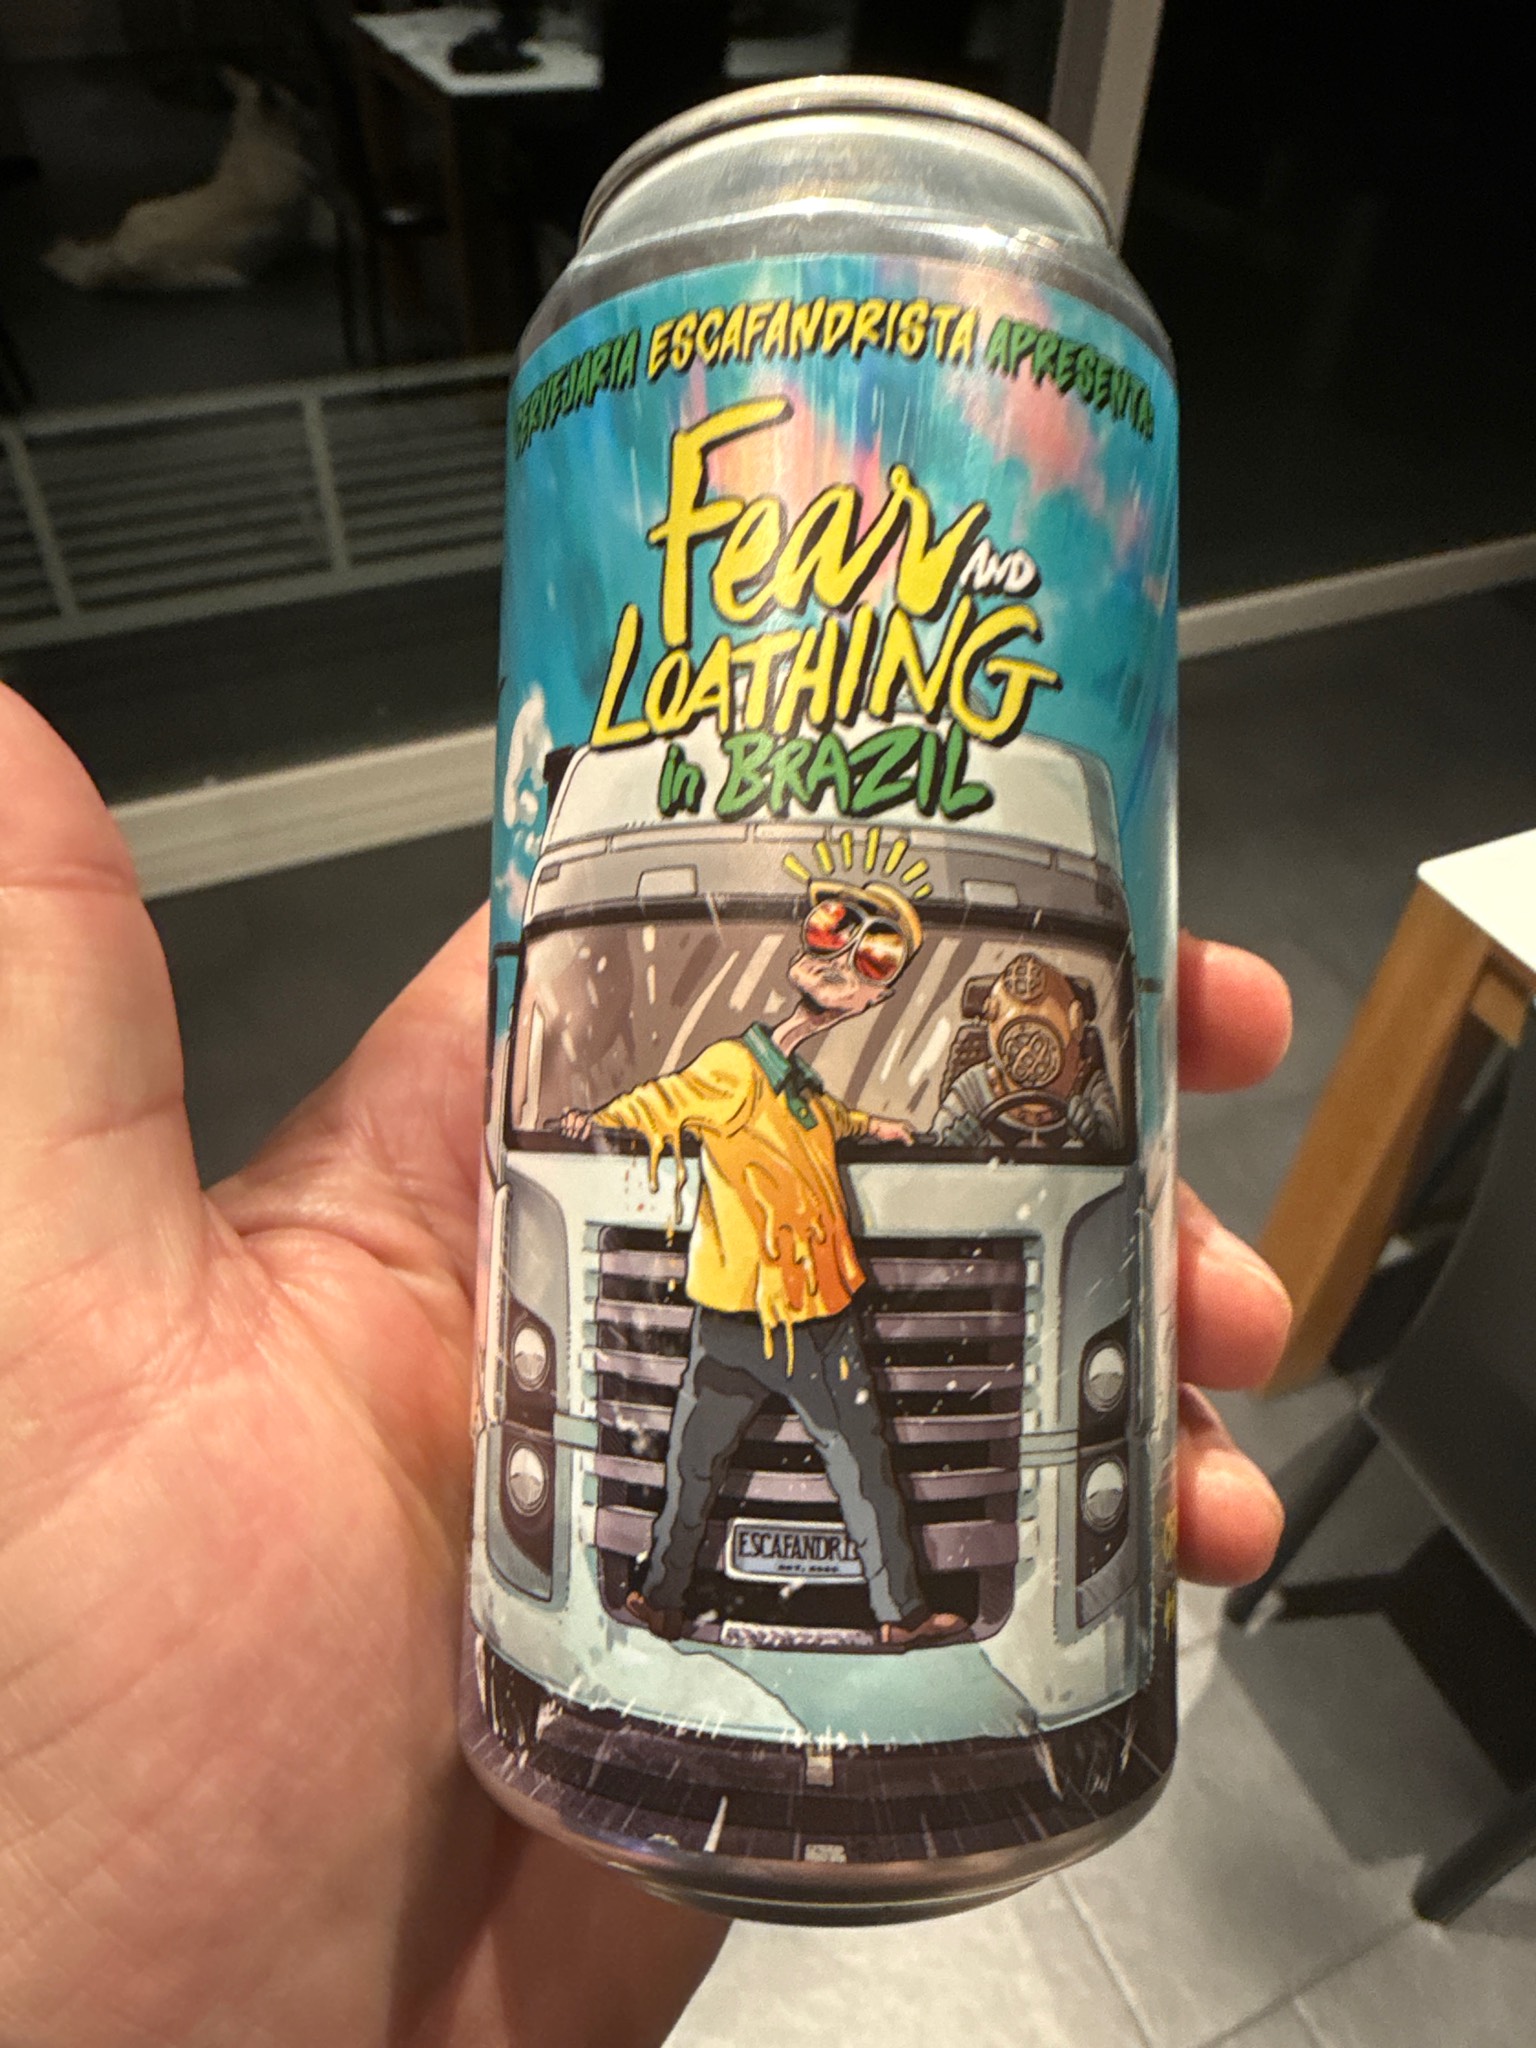 CERVEJARIA ESCAFANDRISTA APRESENTA:
Fear AND
LOATHING
in BRAZIL
ESCAFANDRIS